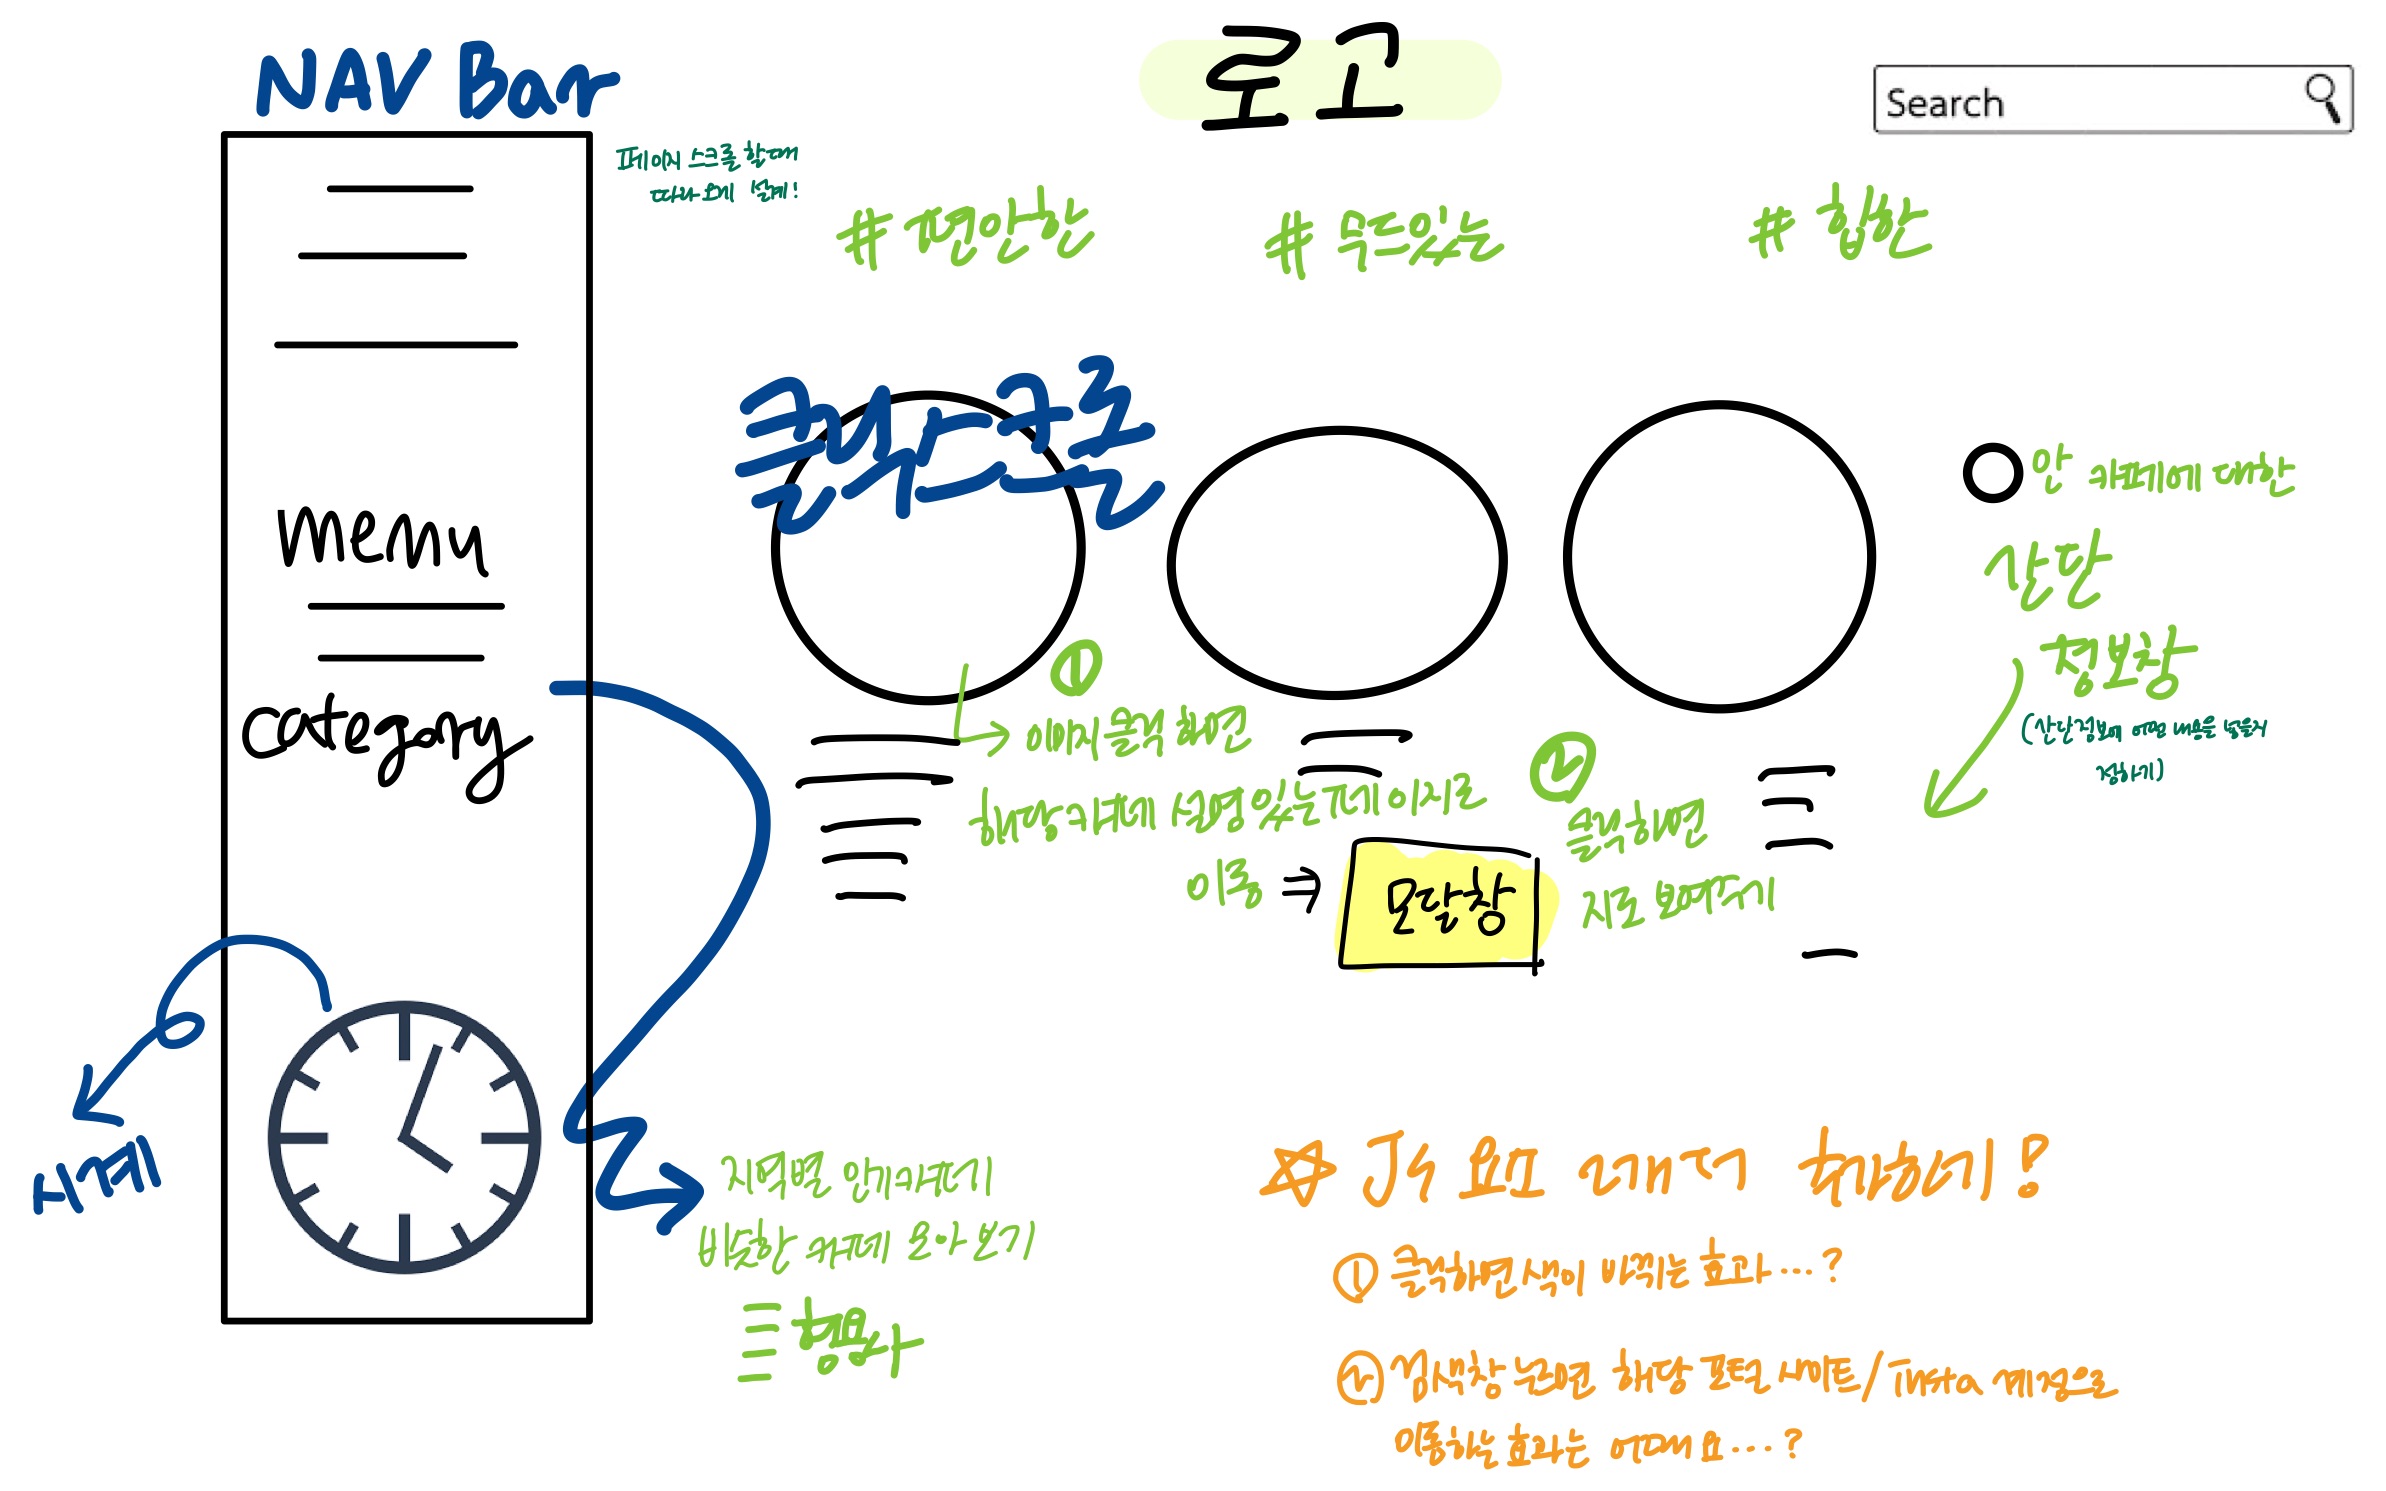 NAV Bar
로고
Search
페이지 스크롤 할때
따라오게 설계!
#편안한
#무드있는
#힙한
클릭, 스크롤
안 카페에 대한
간단
정보창
(간단정보에 어떤 내용을 넣을지
정하기)
menu
category
①
이미지 클릭 하면
해당 카페에 설명 있는 페이지로
이동 ⇒
모달창
②
클릭하면
지도 보여주기
시계
지역별 인기카페
비슷한 카페 모아보기
항목화
☆ JS 요소 2개 정 하기!
① 클릭하면 색이 바뀌는 효과...?
② 검색창 누르면 해당 포털 사이트/insta 계정으로
이동하는 효과는 어때요...?